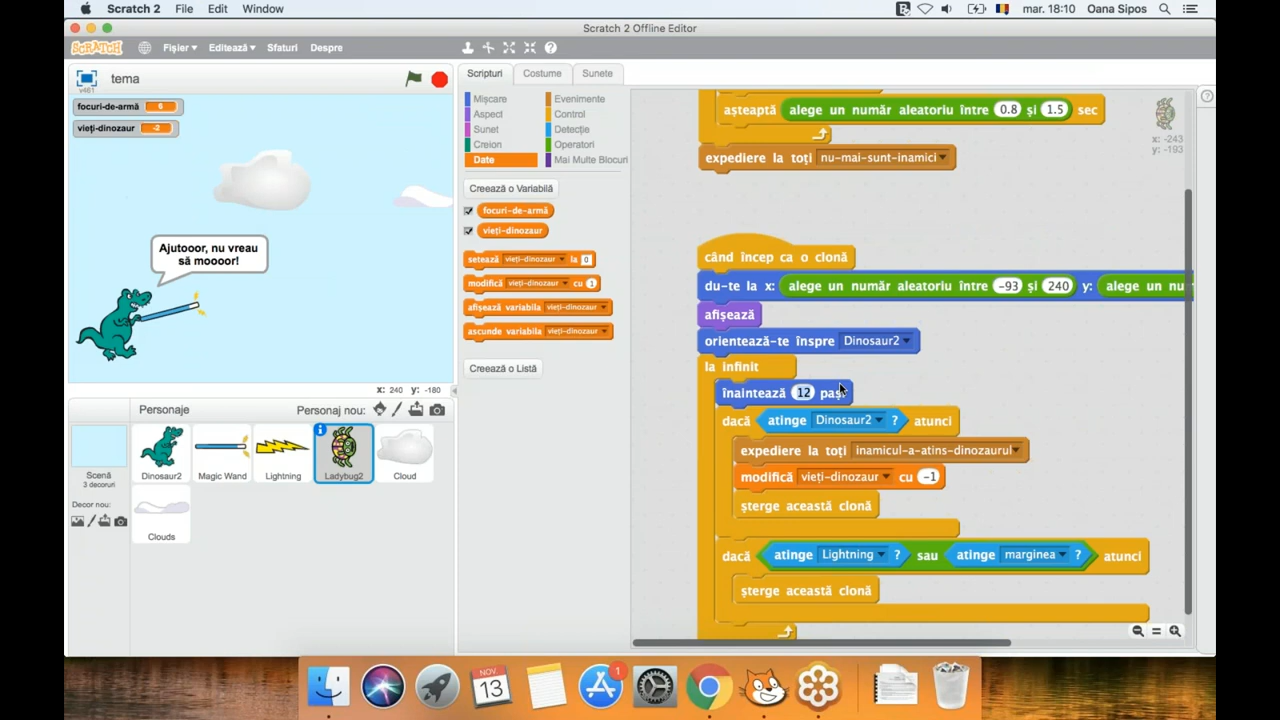 Scratch 2 File Edit Window
mar. 18:10 Oana Sipos
Scratch 2 Offline Editor
SCRATCH Fișier Editează Sfaturi Despre
v461 tema
focuri-de-armă 6
vieți-dinozaur -2
Ajutooor, nu vreau
să moooor!
x: 240 y: -180
Personaje Personaj nou:
Scenă
3 decoruri
Decor nou:
Dinosaur2 Magic Wand Lightning Ladybug2 Cloud
Clouds
Scripturi Costume Sunete
Mișcare Evenimente
Aspect Control
Sunet Detecție
Creion Operatori
Date Mai Multe Blocuri
Creează o Variabilă
focuri-de-armă
vieți-dinozaur
setează vieți-dinozaur la 0
modifică vieți-dinozaur cu 1
afișează variabila vieți-dinozaur
ascunde variabila vieți-dinozaur
Creează o Listă
așteaptă alege un număr aleatoriu între 0.8 și 1.5 sec
expediere la toți nu-mai-sunt-inamici
când încep ca o clonă
du-te la x: alege un număr aleatoriu între -93 și 240 y: alege un
afișează
orientează-te înspre Dinosaur2
la infinit
înaintează 12
dacă atinge Dinosaur2 ? atunci
expediere la toți inamicul-a-atins-dinozaurul
modifică vieți-dinozaur cu -1
șterge această clonă
dacă atinge Lightning ? sau atinge marginea ? atunci
șterge această clonă
x: -243
y: -193
NOV
13
1